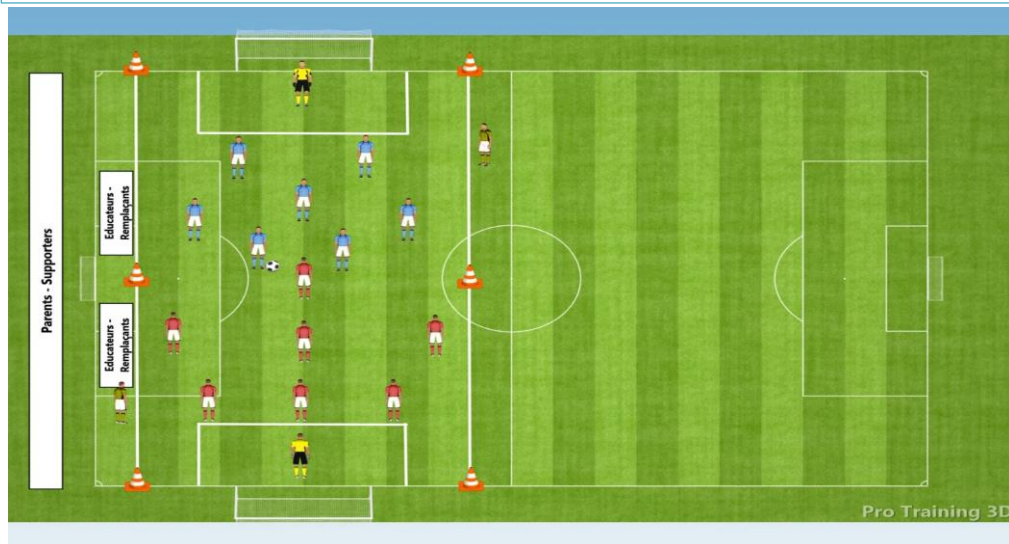 Parents - Supporters
Educateurs -
Remplaçants
Educateurs -
Remplaçants
Pro Training 3D